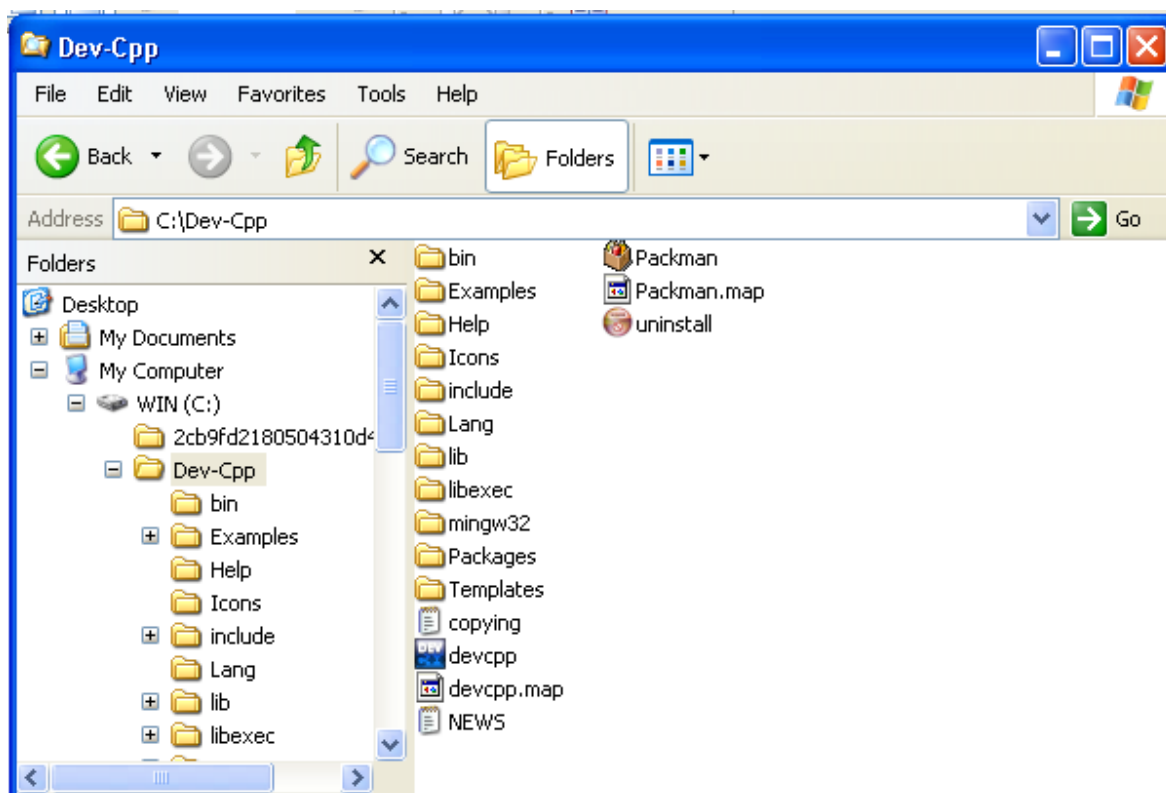 Dev-Cpp
File Edit View Favorites Tools Help
Back Search Folders
Address C:\Dev-Cpp Go
Folders
Desktop
My Documents
My Computer
WIN (C:)
2cb9fd2180504310d4
Dev-Cpp
bin
Examples
Help
Icons
include
Lang
lib
libexec
bin
Examples
Help
Icons
include
Lang
lib
libexec
mingw32
Packages
Templates
copying
devcpp
devcpp.map
NEWS
Packman
Packman.map
uninstall